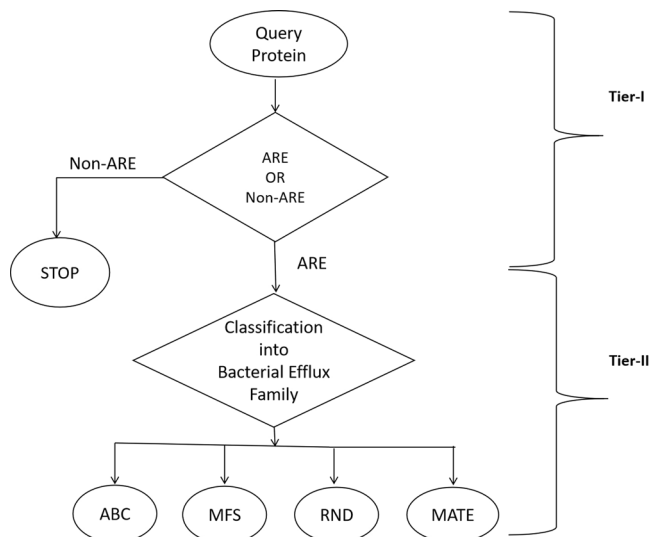 Query
Protein
Tier-I
Non-ARE
ARE
OR
Non-ARE
STOP
ARE
Classification
into
Bacterial Efflux
Family
Tier-II
ABC
MFS
RND
MATE